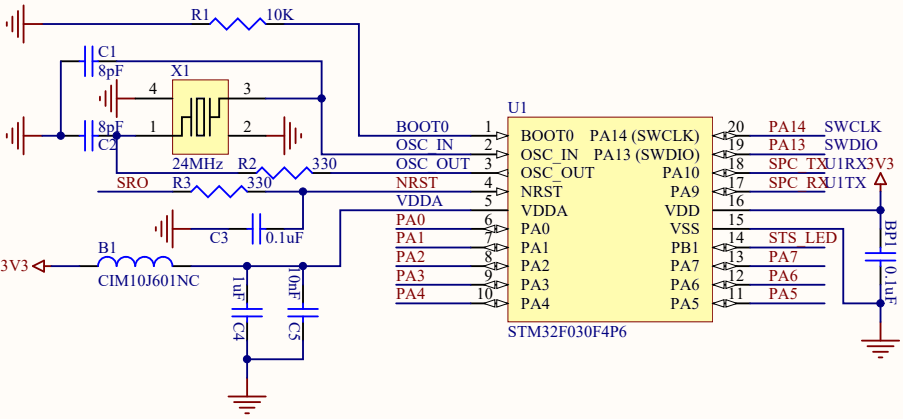 R1 10K
C1
8pF
X1
4 3
8pF 1 2
C2
24MHz R2 330
SRO R3 330
C3 0.1uF
B1
3V3
CIM10J601NC
1uF 10nF
C4 C5
U1
BOOT0 1 BOOT0 PA14 (SWCLK) 20 PA14 SWCLK
OSC_IN 2 OSC_IN PA13 (SWDIO) 19 PA13 SWDIO
OSC_OUT 3 OSC_OUT PA10 18 SPC_TX U1RX 3V3
NRST 4 NRST PA9 17 SPC_RX U1TX
VDDA 5 VDDA VDD 16
PA0 6 PA0 VSS 15
PA1 7 PA1 PB1 14 STS_LED
PA2 8 PA2 PA7 13 PA7
PA3 9 PA3 PA6 12 PA6
PA4 10 PA4 PA5 11 PA5
BP1
0.1uF
STM32F030F4P6